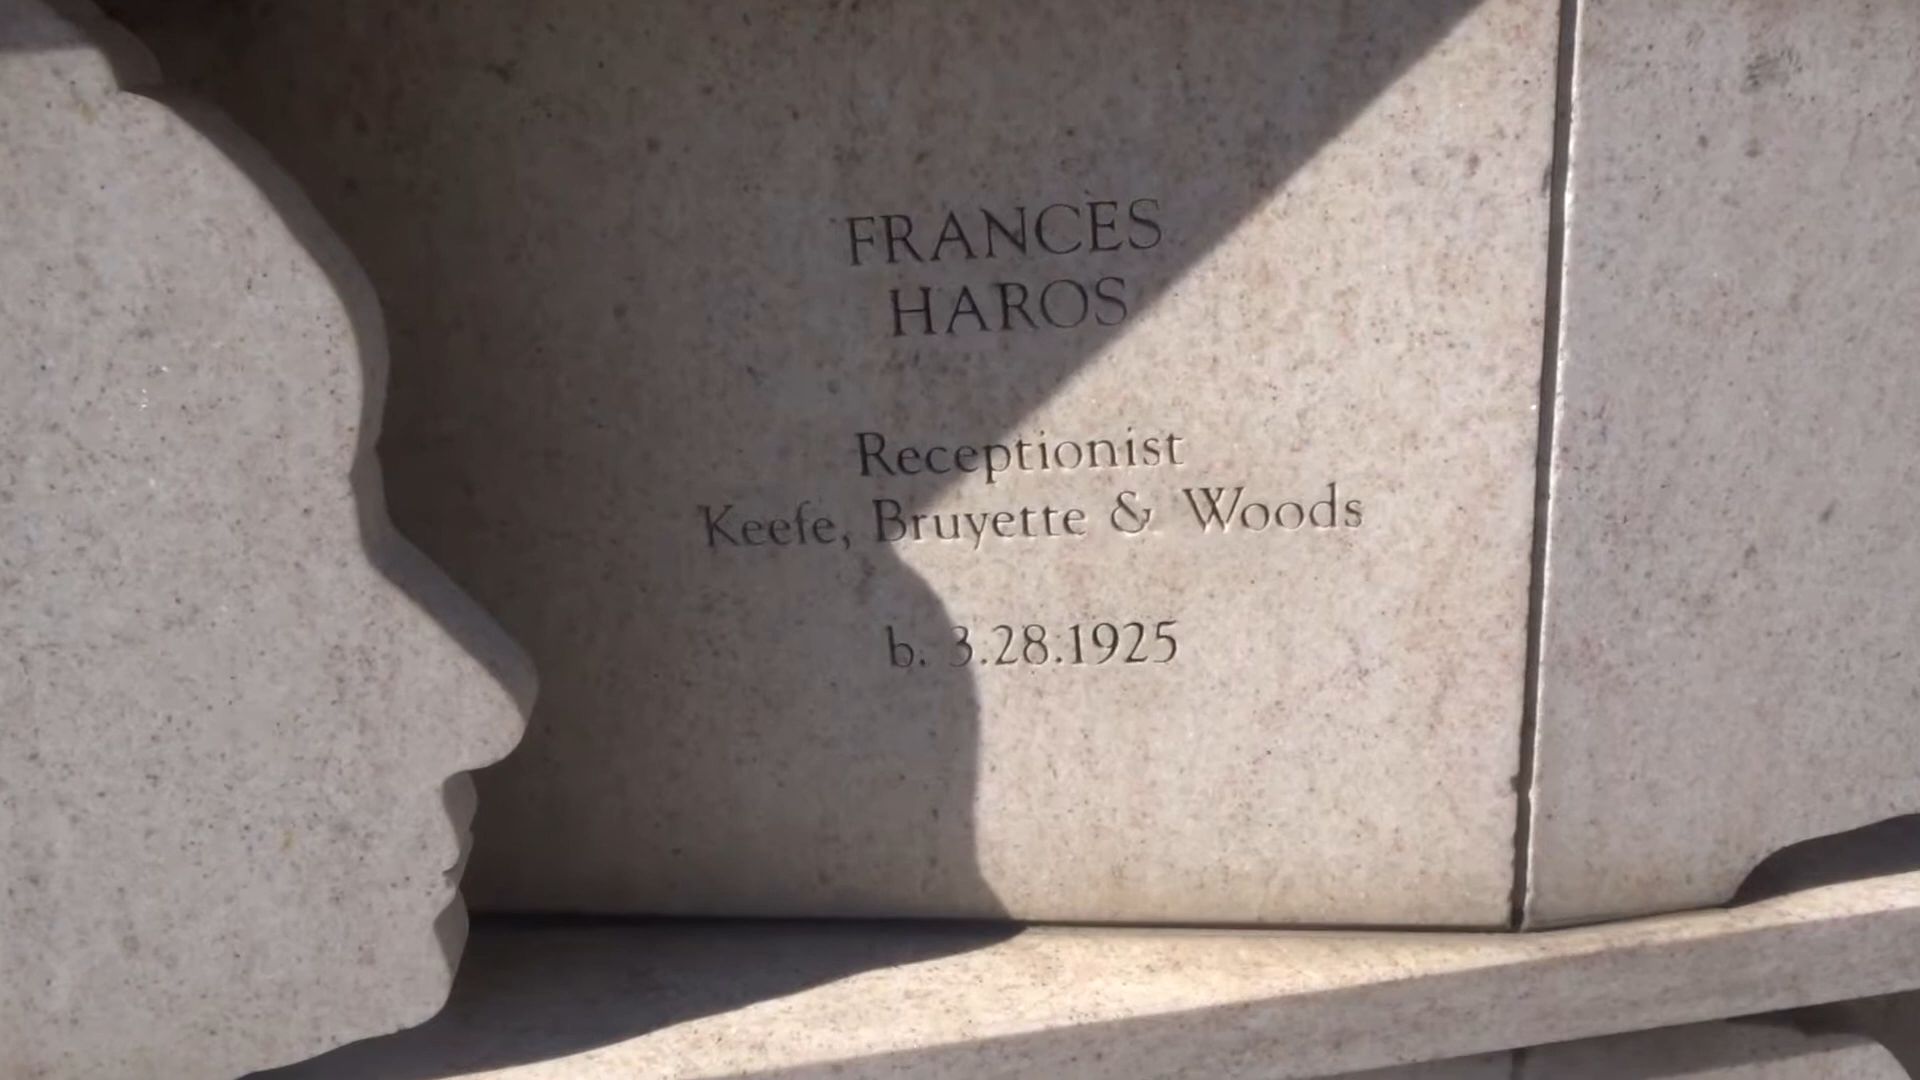 FRANCES
HAROS
Receptionist
Keefe, Bruyette & Woods
b. 3.28.1925